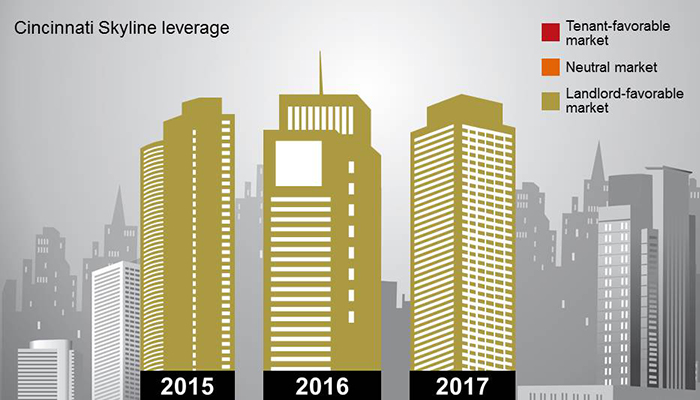 Cincinnati Skyline leverage
Tenant-favorable
market
Neutral market
Landlord-favorable
market
2015
2016
2017